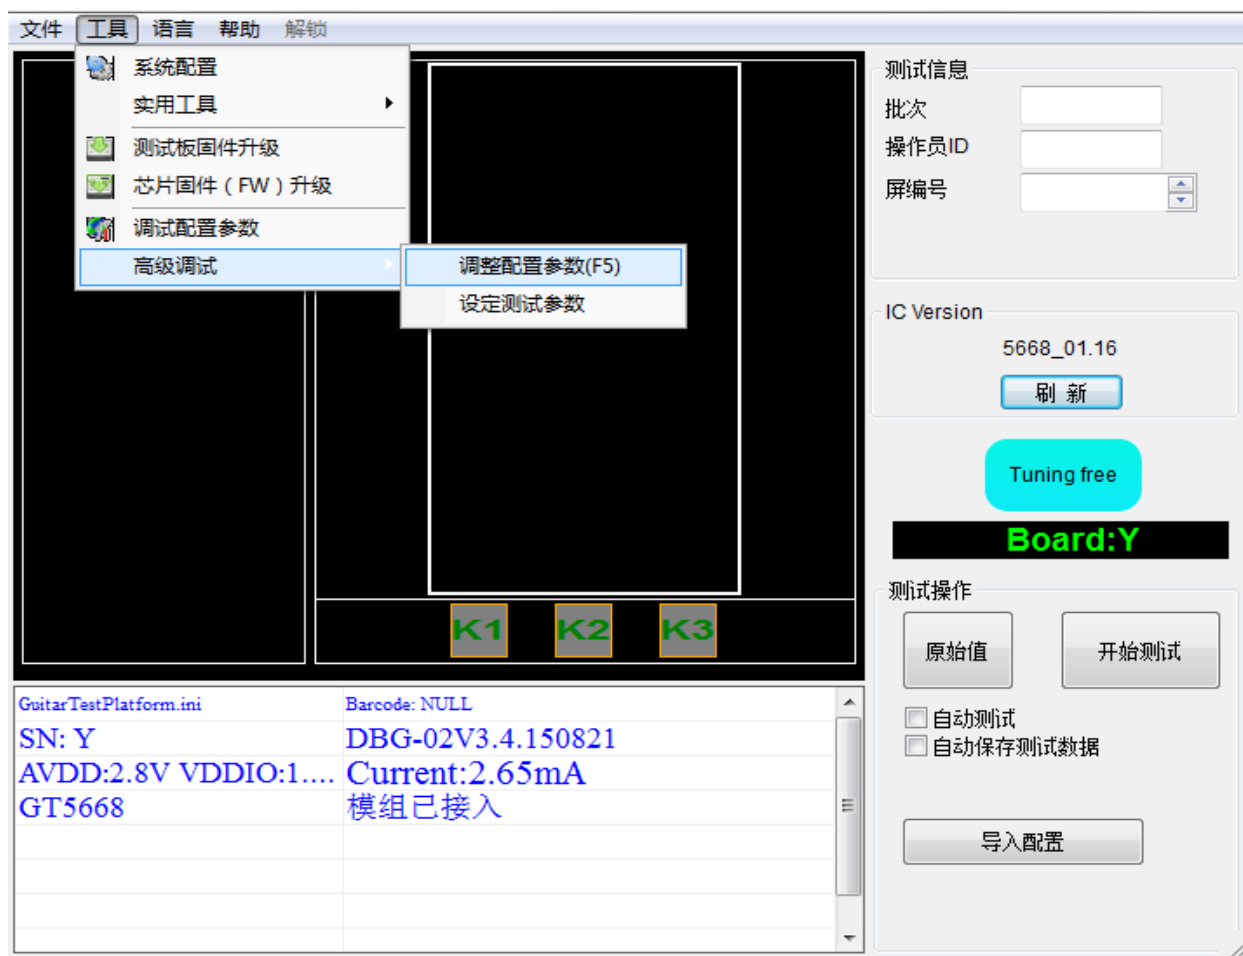 文件 工具 语言 帮助 解锁
系统配置
实用工具
测试板固件升级
芯片固件（FW）升级
调试配置参数
高级调试
调整配置参数(F5)
设定测试参数
K1 K2 K3
测试信息
批次
操作员ID
屏编号
IC Version
5668_01.16
刷 新
Tuning free
Board:Y
测试操作
原始值 开始测试
自动测试
自动保存测试数据
导入配置
GuitarTestPlatform.ini Barcode: NULL
SN: Y DBG-02V3.4.150821
AVDD:2.8V VDDIO:1.... Current:2.65mA
GT5668 模组已接入